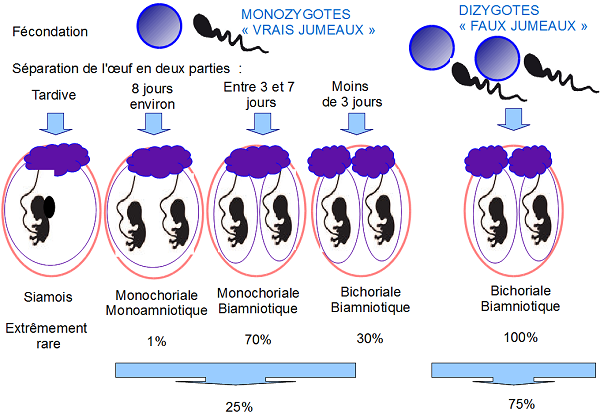 Fécondation
MONOZYGOTES
« VRAIS JUMEAUX »
DIZYGOTES
« FAUX JUMEAUX »
Séparation de l'œuf en deux parties :
Tardive
8 jours
environ
Entre 3 et 7
jours
Moins
de 3 jours
Siamois
Monochoriale
Monoamniotique
Monochoriale
Biamniotique
Bichoriale
Biamniotique
Bichoriale
Biamniotique
Extrêmement
rare
1%
70%
30%
100%
25%
75%